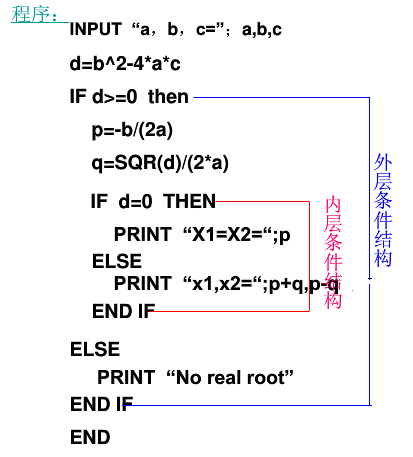 程序：
INPUT “a，b，c=”；a,b,c
d=b^2-4*a*c
IF d>=0 then
p=-b/(2a)
q=SQR(d)/(2*a)
IF d=0 THEN
PRINT “X1=X2=“;p
ELSE
PRINT “x1,x2=“;p+q,p-q
END IF
ELSE
PRINT “No real root”
END IF
END
内层条件结构
外层条件结构